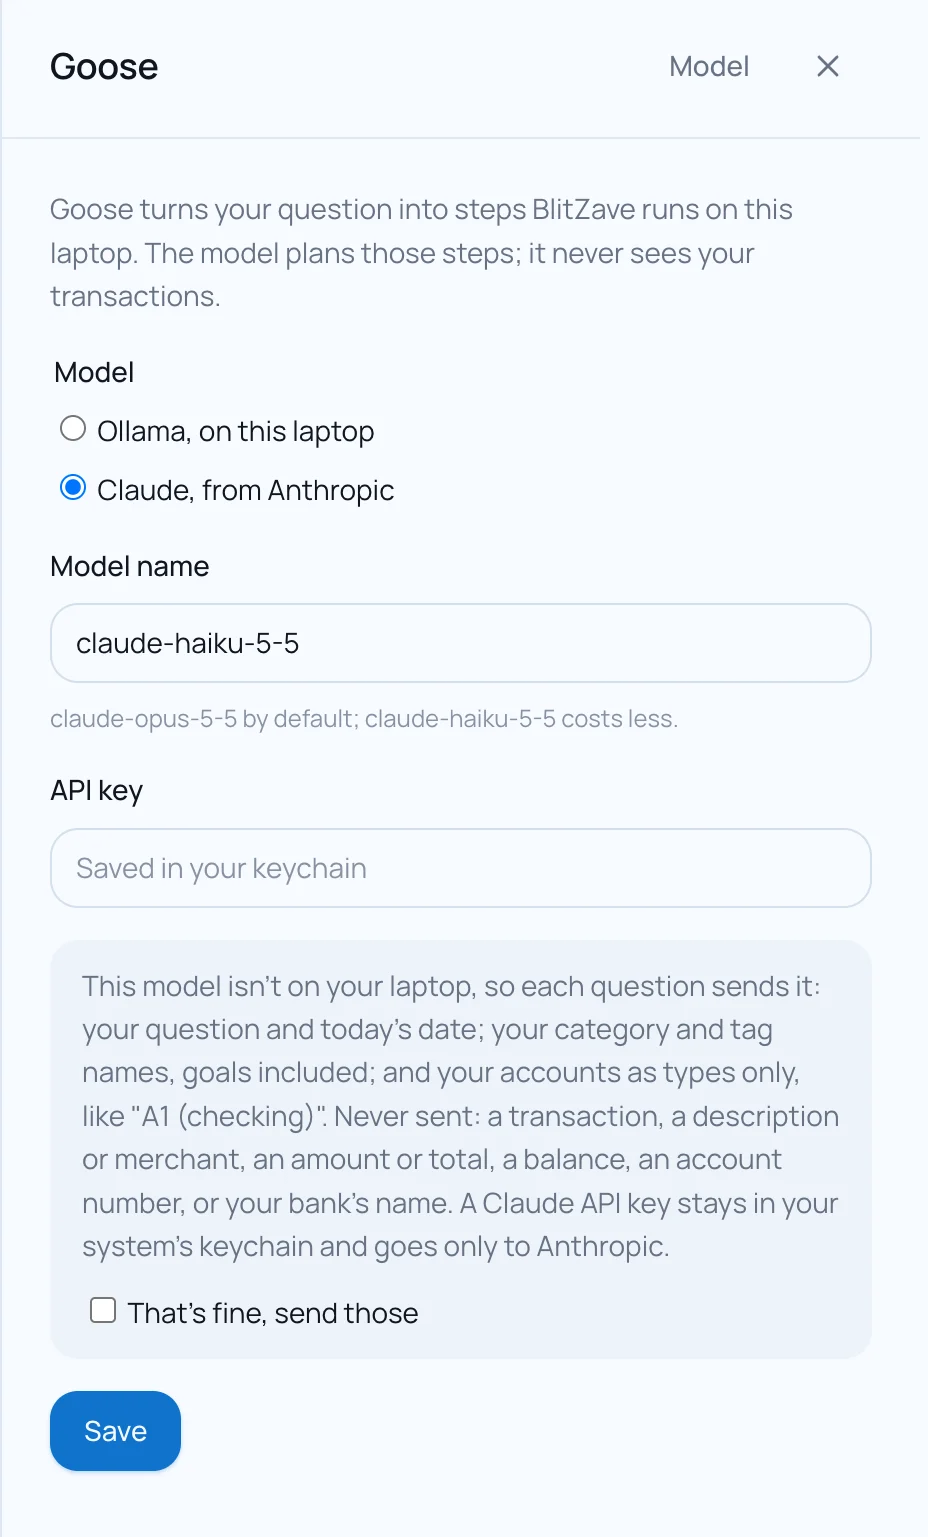 Goose
Model
Goose turns your question into steps BlitZave runs on this
laptop. The model plans those steps; it never sees your
transactions.
Model
Ollama, on this laptop
Claude, from Anthropic
Model name
claude-haiku-5-5
claude-opus-5-5 by default; claude-haiku-5-5 costs less.
API key
Saved in your keychain
This model isn’t on your laptop, so each question sends it:
your question and today’s date; your category and tag
names, goals included; and your accounts as types only,
like "A1 (checking)". Never sent: a transaction, a description
or merchant, an amount or total, a balance, an account
number, or your bank’s name. A Claude API key stays in your
system’s keychain and goes only to Anthropic.
That’s fine, send those
Save